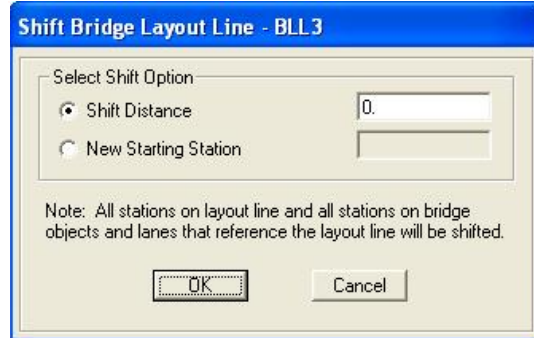 Shift Bridge Layout Line - BLL3
Select Shift Option
Shift Distance
0.
New Starting Station
Note: All stations on layout line and all stations on bridge
objects and lanes that reference the layout line will be shifted.
OK
Cancel